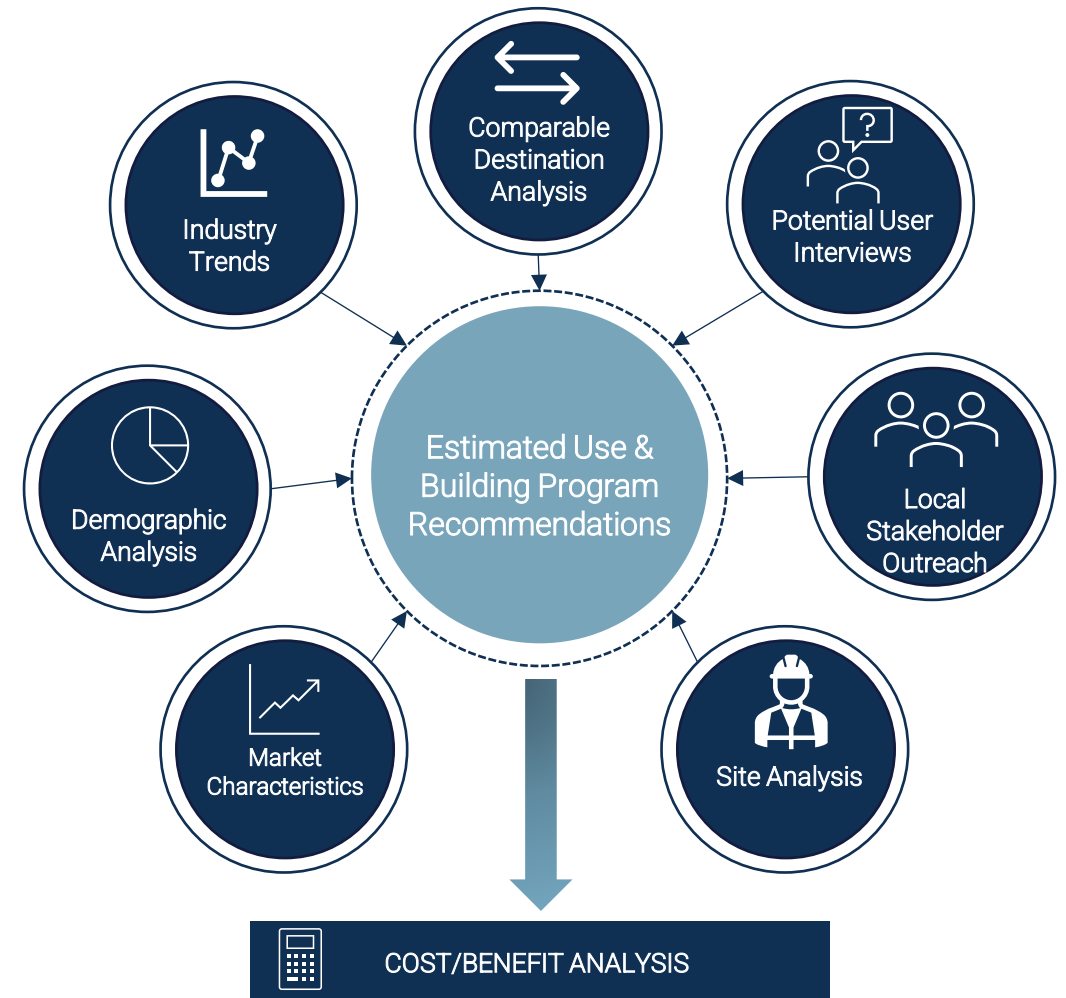 Comparable
Destination
Analysis
Industry
Trends
?
Potential User
Interviews
Demographic
Analysis
Estimated Use &
Building Program
Recommendations
Local
Stakeholder
Outreach
Market
Characteristics
Site Analysis
COST/BENEFIT ANALYSIS